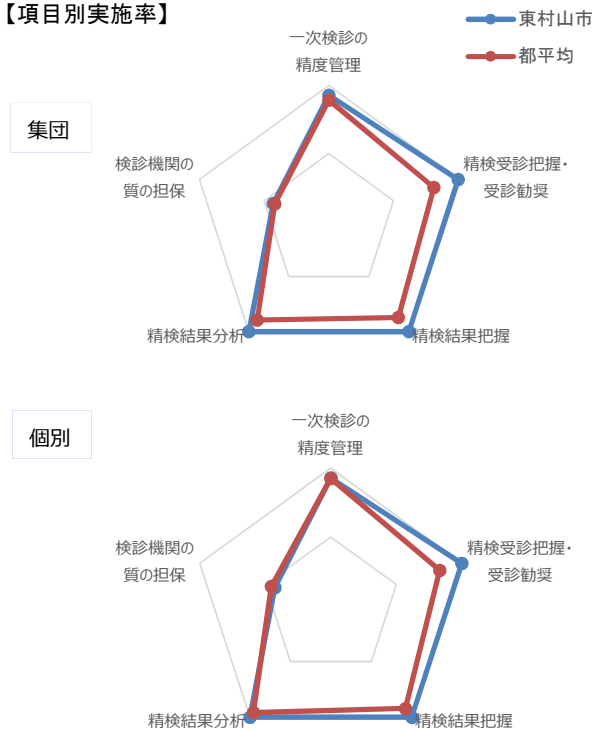 【項目別実施率】
東村山市
都平均
集団
一次検診の
精度管理
精検受診把握・
受診勧奨
精検結果把握
精検結果分析
検診機関の
質の担保
個別
一次検診の
精度管理
精検受診把握・
受診勧奨
精検結果把握
精検結果分析
検診機関の
質の担保